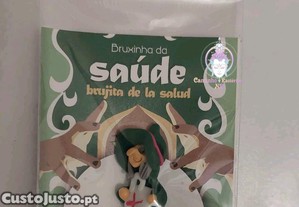 Bruxinha da
saúde
brujita de la salud
CustoJusto.pt